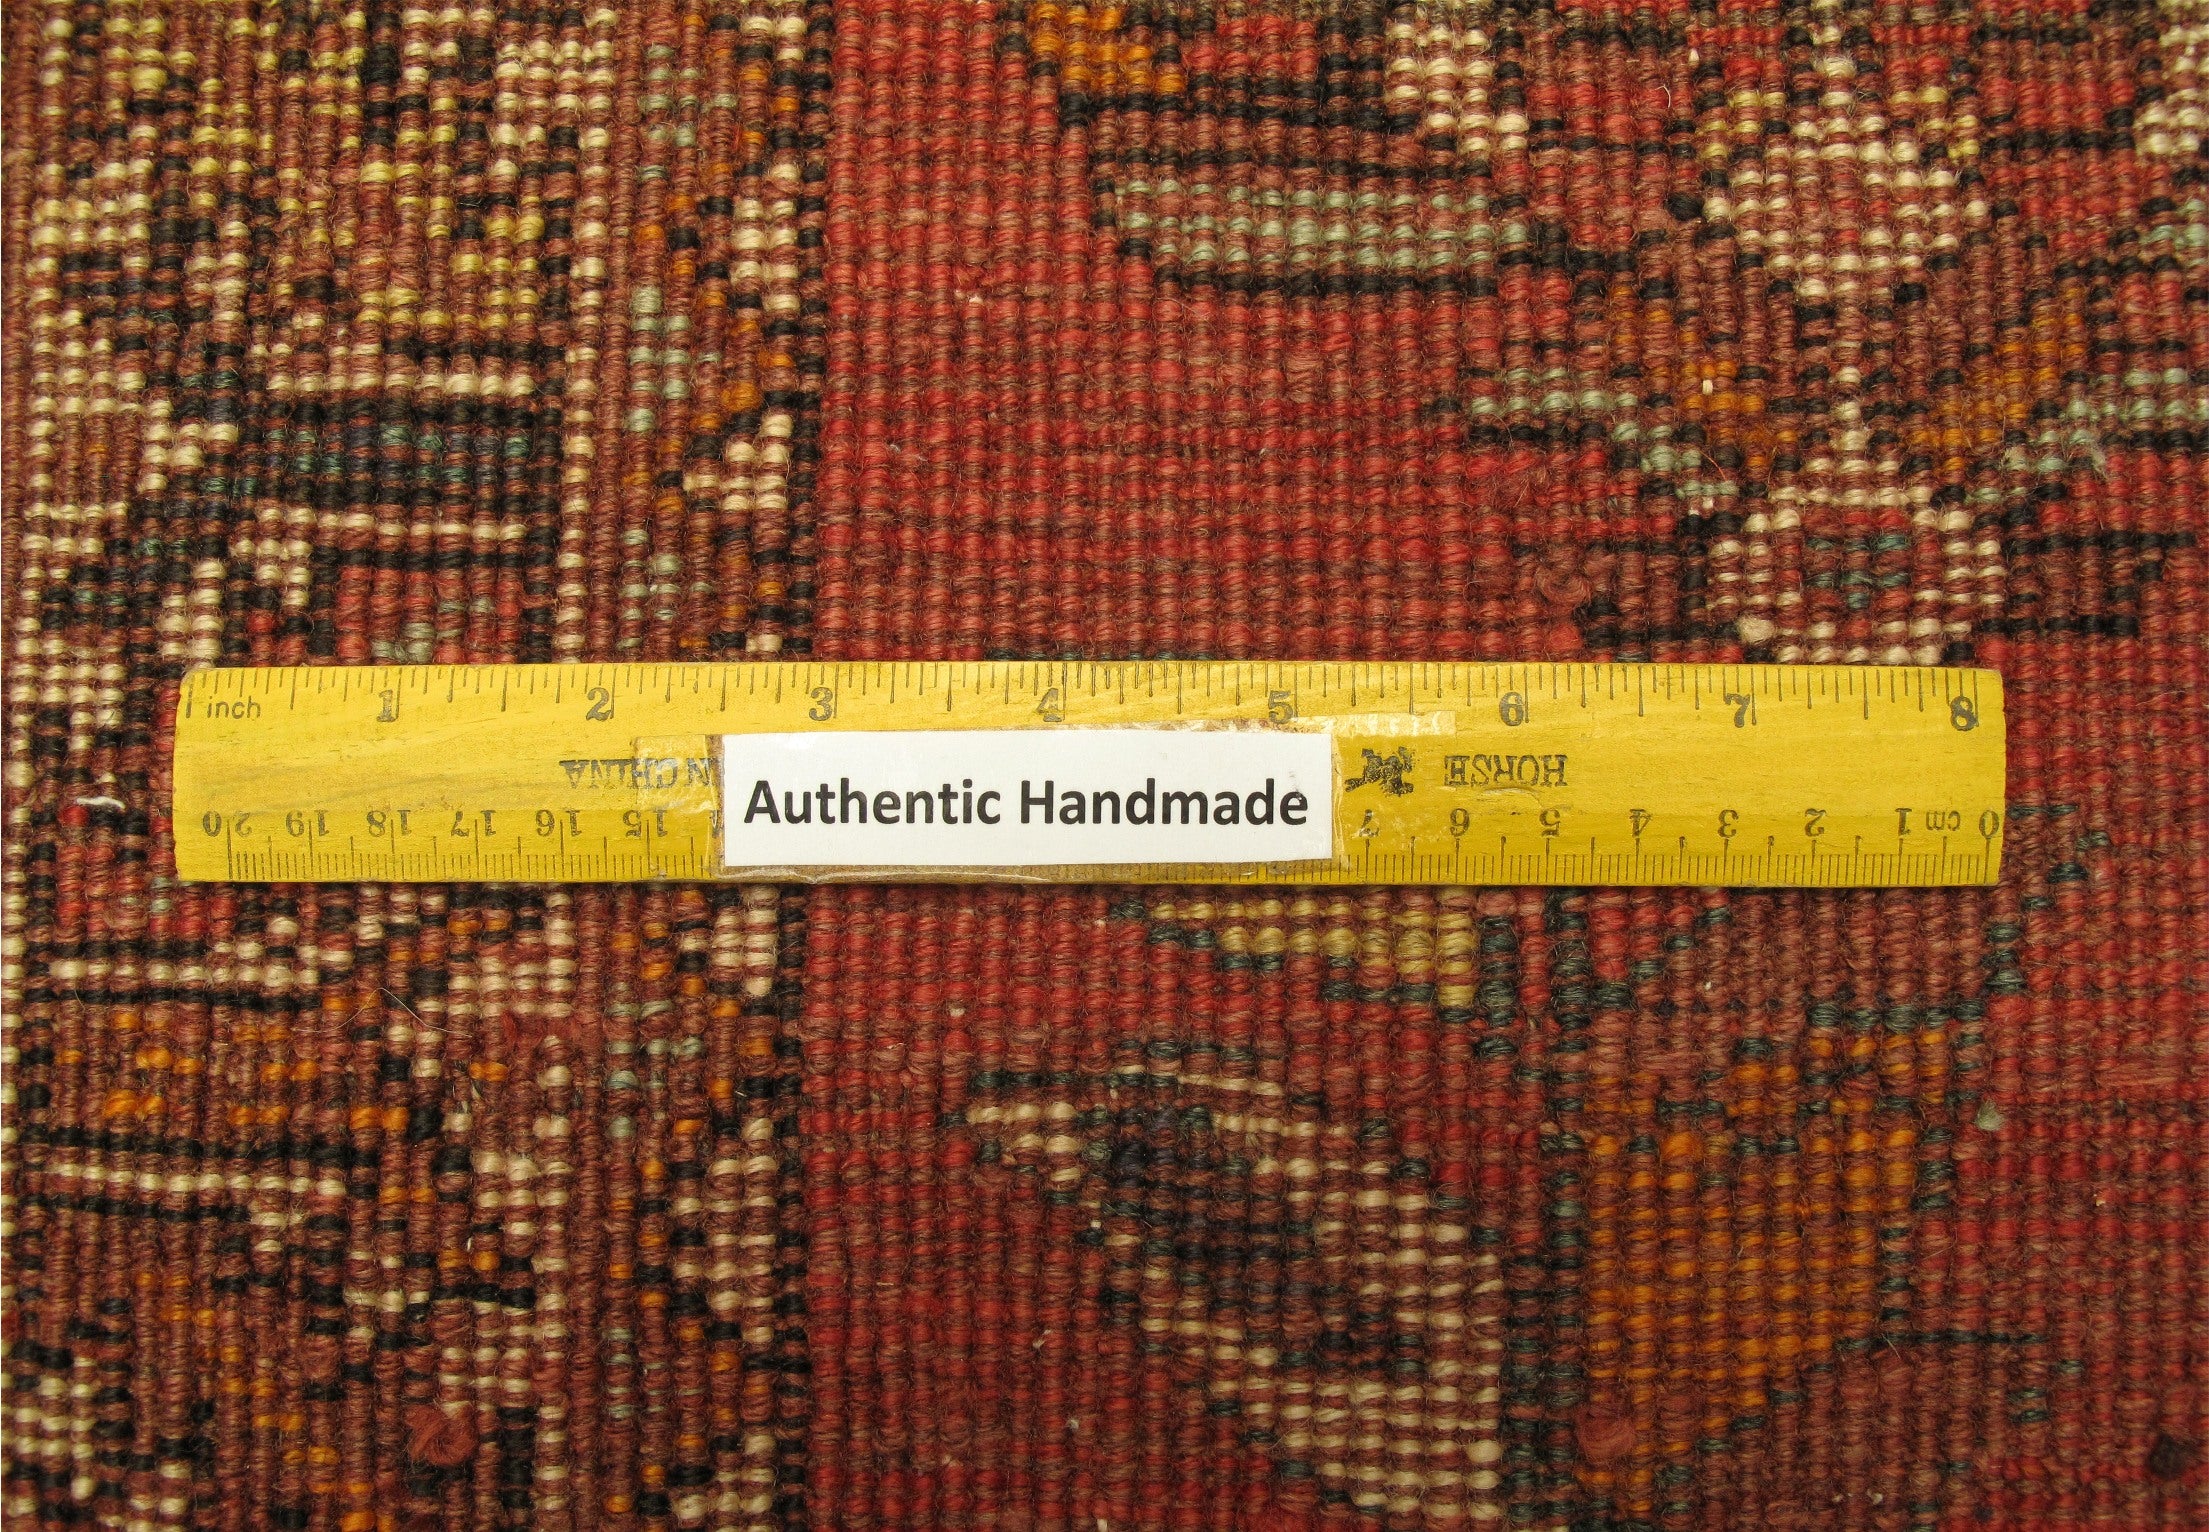 inch 1 2 3 4 5 6 7 8
N CHINA
HORSE
Authentic Handmade
0 cm 1 2 3 4 5 6 7 15 16 17 18 19 20